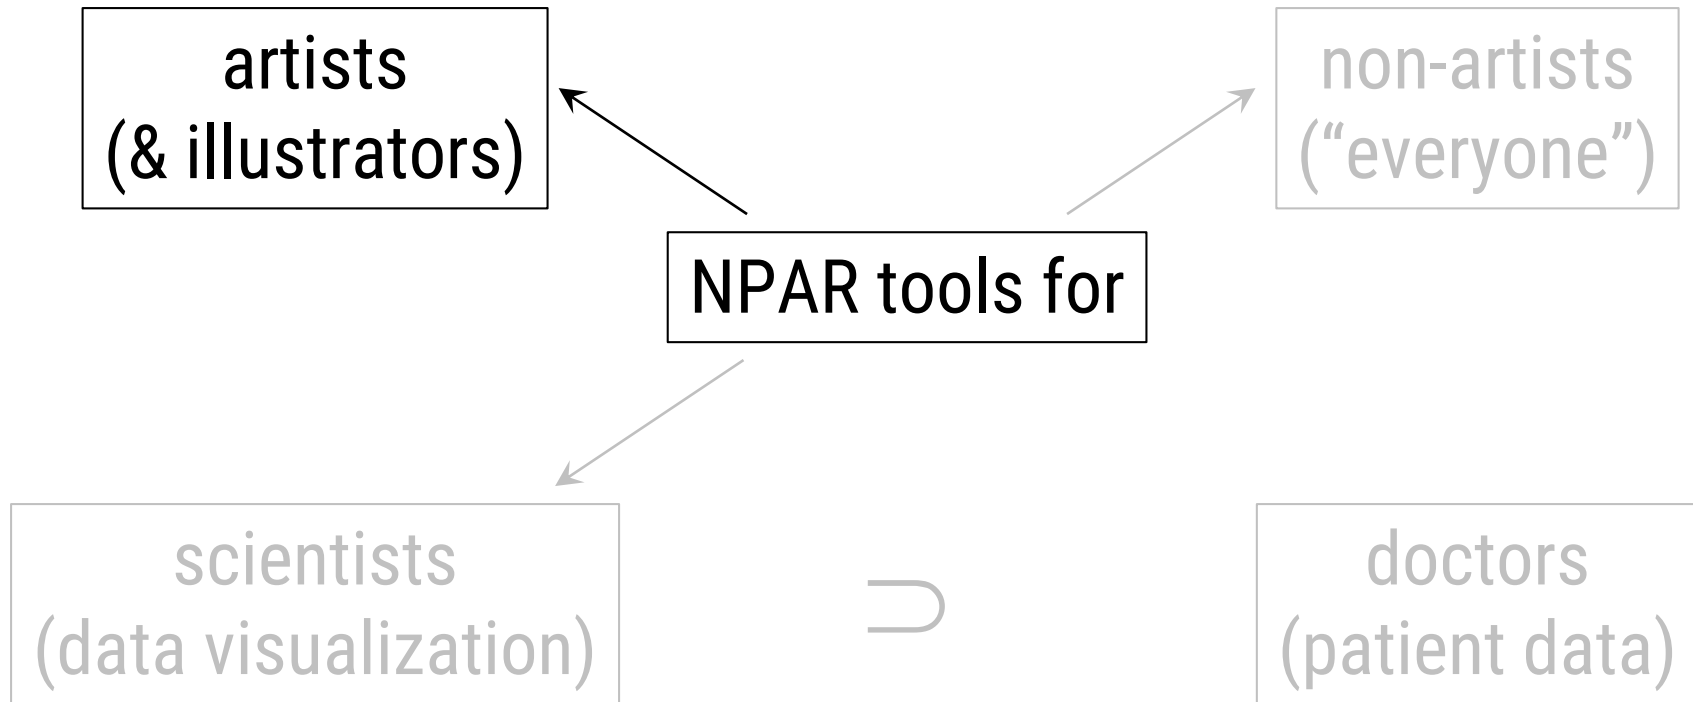 artists
(& illustrators)
non-artists
(“everyone”)
NPAR tools for
scientists
(data visualization)
⊃
doctors
(patient data)